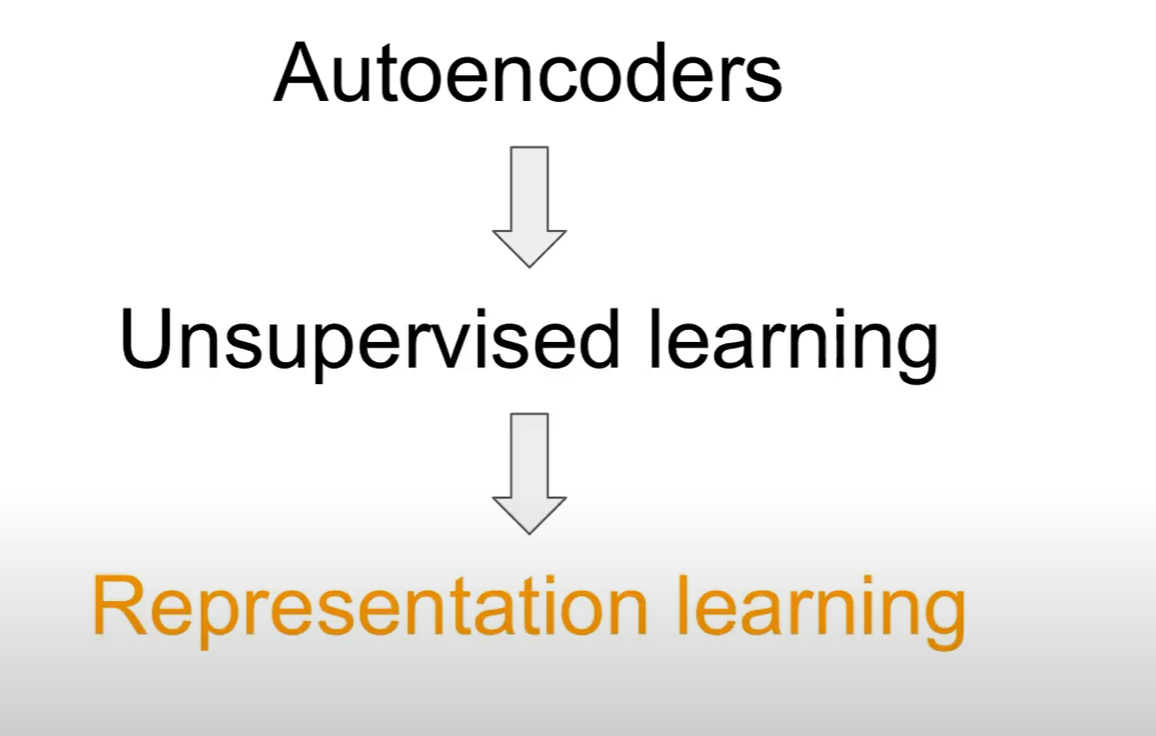 Autoencoders
Unsupervised learning
Representation learning